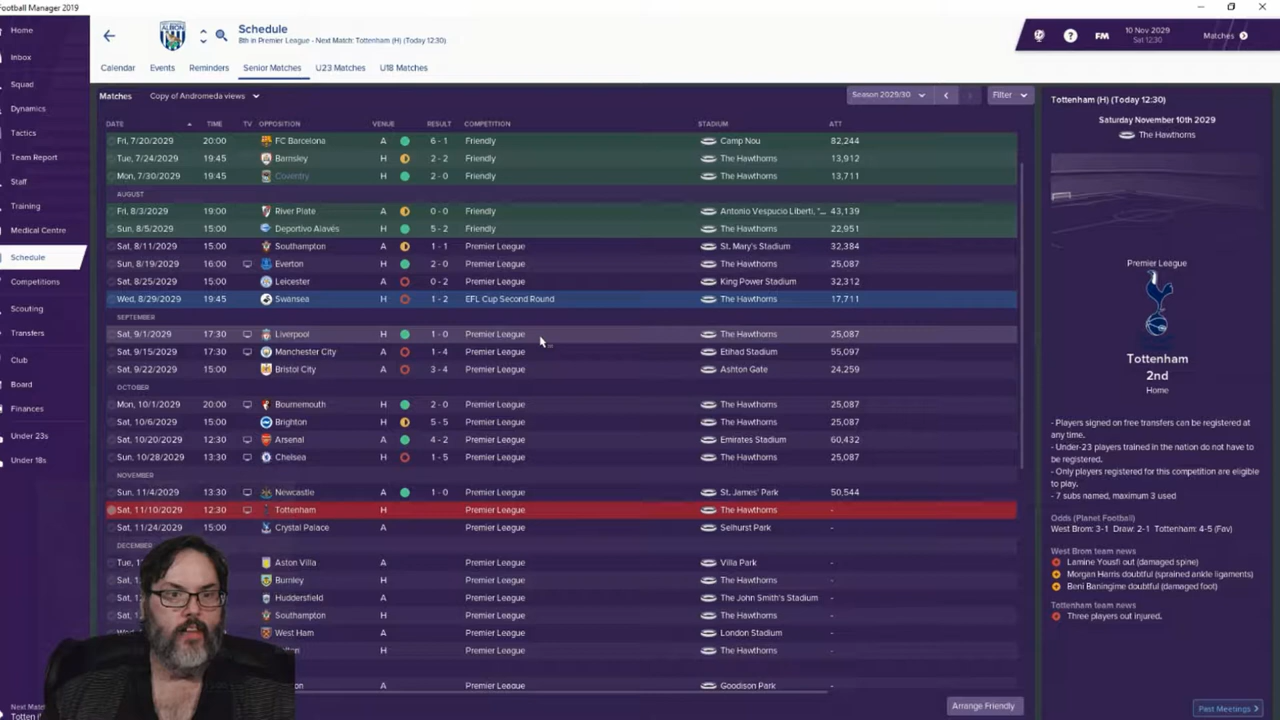 Football Manager 2019
Schedule
8th in Premier League - Next Match: Tottenham (H) (Today 12:30)
10 Nov 2029
Sat 12:30
FM
Matches
Calendar Events Reminders Senior Matches U23 Matches U18 Matches
Matches Copy of Andromeda views Season 2029/30 Filter
Home
Inbox
Squad
Dynamics
Tactics
Team Report
Staff
Training
Medical Centre
Schedule
Competitions
Scouting
Transfers
Club
Board
Finances
Under 23s
Under 18s
DATE TIME TV OPPOSITION VENUE RESULT COMPETITION STADIUM ATT
Fri, 7/20/2029 20:00 FC Barcelona A 6 - 1 Friendly Camp Nou 82,244
Tue, 7/24/2029 19:45 Barnsley H 2 - 2 Friendly The Hawthorns 13,912
Mon, 7/30/2029 19:45 Coventry H 2 - 0 Friendly The Hawthorns 13,711
AUGUST
Fri, 8/3/2029 19:00 River Plate A 0 - 0 Friendly Antonio Vespucio Liberti, "... 43,139
Sun, 8/5/2029 15:00 Deportivo Alavés H 5 - 2 Friendly The Hawthorns 22,951
Sat, 8/11/2029 15:00 Southampton A 1 - 1 Premier League St. Mary's Stadium 32,384
Sun, 8/19/2029 16:00 Everton H 2 - 0 Premier League The Hawthorns 25,087
Sat, 8/25/2029 15:00 Leicester A 0 - 2 Premier League King Power Stadium 32,312
Wed, 8/29/2029 19:45 Swansea H 1 - 2 EFL Cup Second Round The Hawthorns 17,711
SEPTEMBER
Sat, 9/1/2029 17:30 Liverpool H 1 - 0 Premier League The Hawthorns 25,087
Sat, 9/15/2029 17:30 Manchester City A 1 - 4 Premier League Etihad Stadium 55,097
Sat, 9/22/2029 15:00 Bristol City A 3 - 4 Premier League Ashton Gate 24,259
OCTOBER
Mon, 10/1/2029 20:00 Bournemouth H 2 - 0 Premier League The Hawthorns 25,087
Sat, 10/6/2029 15:00 Brighton H 5 - 5 Premier League The Hawthorns 25,087
Sat, 10/20/2029 12:30 Arsenal A 4 - 2 Premier League Emirates Stadium 60,432
Sun, 10/28/2029 13:30 Chelsea H 1 - 5 Premier League The Hawthorns 25,087
NOVEMBER
Sun, 11/4/2029 13:30 Newcastle A 1 - 0 Premier League St. James' Park 50,544
Sat, 11/10/2029 12:30 Tottenham H Premier League The Hawthorns -
Sat, 11/24/2029 15:00 Crystal Palace A Premier League Selhurst Park -
DECEMBER
Tue, Aston Villa A Premier League Villa Park -
Sat, Burnley H Premier League The Hawthorns -
Sat, Huddersfield A Premier League The John Smith's Stadium -
Sat, Southampton H Premier League The Hawthorns -
West Ham A Premier League London Stadium -
H Premier League The Hawthorns -
A Premier League Goodison Park -
Arrange Friendly
Next Mat
Totten (H)
Tottenham (H) (Today 12:30)
Saturday November 10th 2029
The Hawthorns
Premier League
Tottenham
2nd
Home
- Players signed on free transfers can be registered at
any time.
- Under-23 players trained in the nation do not have to
be registered.
- Only players registered for this competition are eligible
to play.
- 7 subs named, maximum 3 used
Odds (Planet Football)
West Brom: 3-1 Draw: 2-1 Tottenham: 4-5 (Fav)
West Brom team news
Lamine Yousfi out (damaged spine)
Morgan Harris doubtful (sprained ankle ligaments)
Beni Baningime doubtful (damaged foot)
Tottenham team news
Three players out injured.
Past Meetings